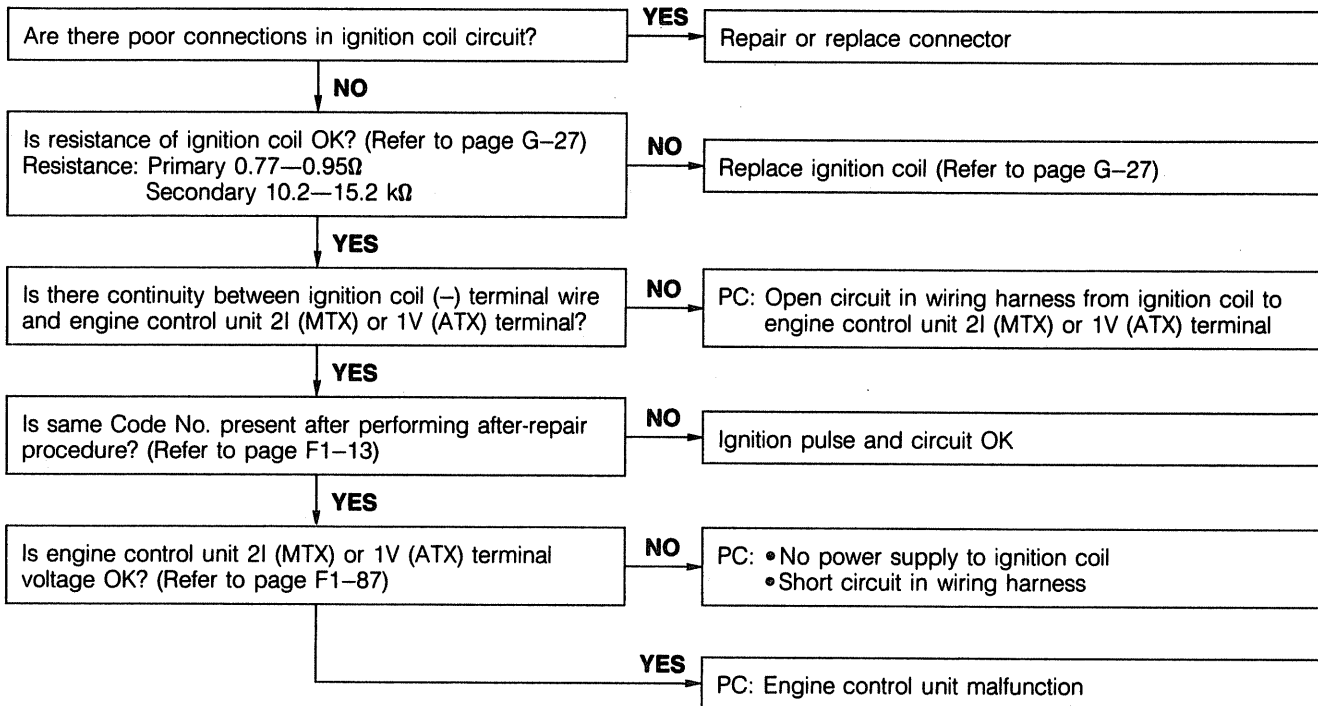 Are there poor connections in ignition coil circuit?
YES
Repair or replace connector
NO
Is resistance of ignition coil OK? (Refer to page G–27)
Resistance: Primary 0.77—0.95Ω
Secondary 10.2—15.2 kΩ
NO
Replace ignition coil (Refer to page G–27)
YES
Is there continuity between ignition coil (–) terminal wire
and engine control unit 2I (MTX) or 1V (ATX) terminal?
NO
PC: Open circuit in wiring harness from ignition coil to
engine control unit 2I (MTX) or 1V (ATX) terminal
YES
Is same Code No. present after performing after-repair
procedure? (Refer to page F1–13)
NO
Ignition pulse and circuit OK
YES
Is engine control unit 2I (MTX) or 1V (ATX) terminal
voltage OK? (Refer to page F1–87)
NO
PC: •No power supply to ignition coil
•Short circuit in wiring harness
YES
PC: Engine control unit malfunction